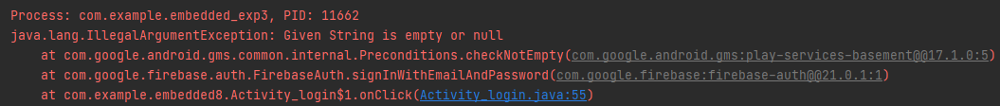 Process: com.example.embedded_exp3, PID: 11662
java.lang.IllegalArgumentException: Given String is empty or null
at com.google.android.gms.common.internal.Preconditions.checkNotEmpty(com.google.android.gms:play-services-basement@@17.1.0:5)
at com.google.firebase.auth.FirebaseAuth.signInWithEmailAndPassword(com.google.firebase:firebase-auth@@21.0.1:1)
at com.example.embedded8.Activity_login$1.onClick(Activity_login.java:55)